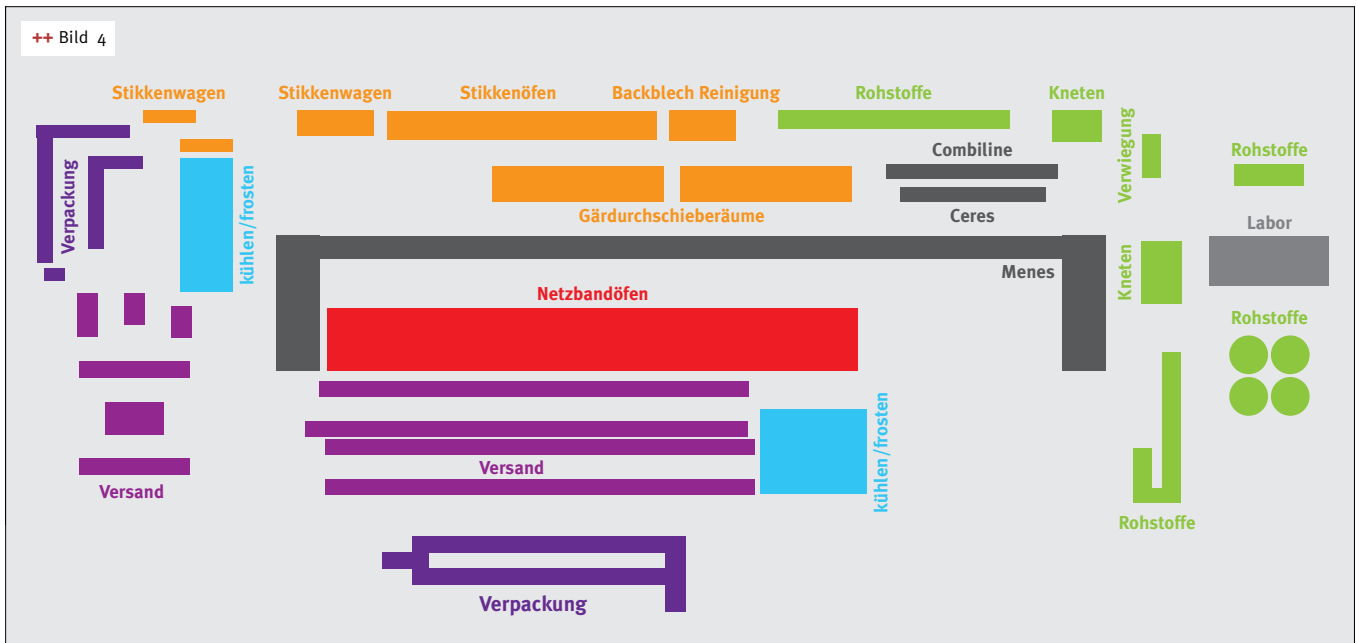 ++ Bild 4
Stikkenwagen
Stikkenwagen
Stikkenöfen
Backblech Reinigung
Rohstoffe
Kneten
Verwiegung
Rohstoffe
Combiline
Ceres
Verpackung
kühlen/frosten
Gärdurchschieberäume
Menes
Kneten
Labor
Netzbandöfen
Rohstoffe
Versand
Versand
kühlen/frosten
Rohstoffe
Verpackung